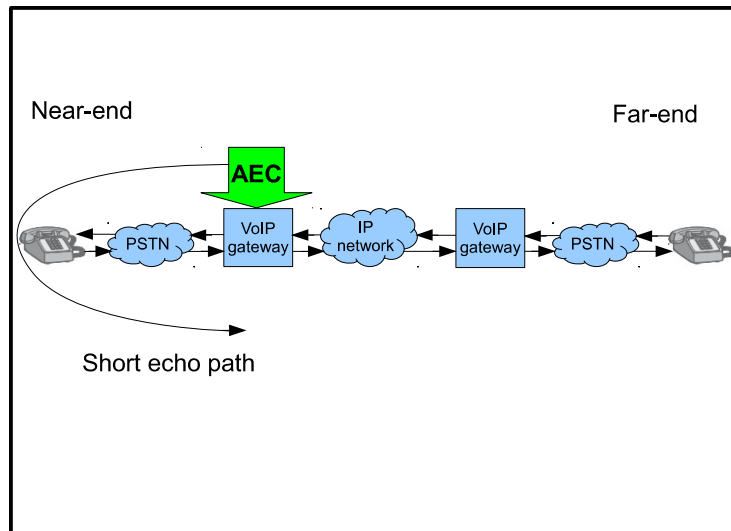 Near-end
Far-end
AEC
PSTN
VoIP
gateway
IP
network
VoIP
gateway
PSTN
Short echo path